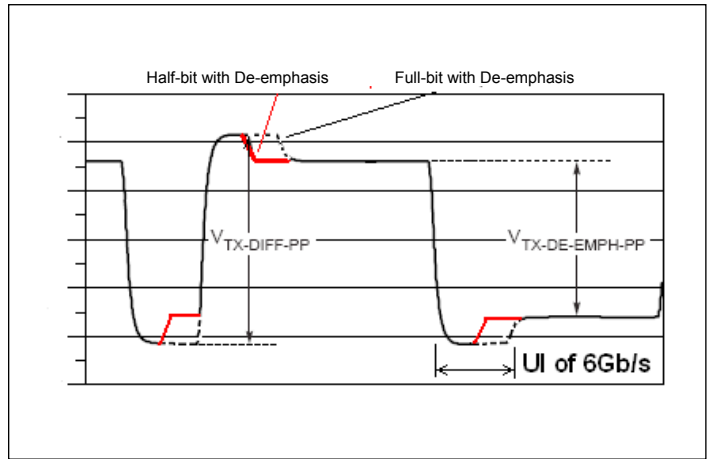 Half-bit with De-emphasis Full-bit with De-emphasis
VTX-DIFF-PP VTX-DE-EMPH-PP
UI of 6Gb/s